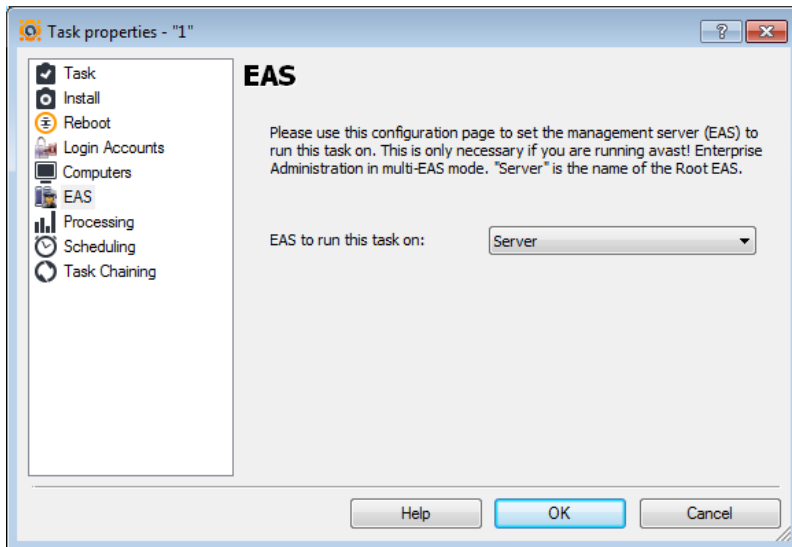 Task properties - "1"
Task
Install
Reboot
Login Accounts
Computers
EAS
Processing
Scheduling
Task Chaining
EAS
Please use this configuration page to set the management server (EAS) to
run this task on. This is only necessary if you are running avast! Enterprise
Administration in multi-EAS mode. "Server" is the name of the Root EAS.
EAS to run this task on:
Server
Help
OK
Cancel